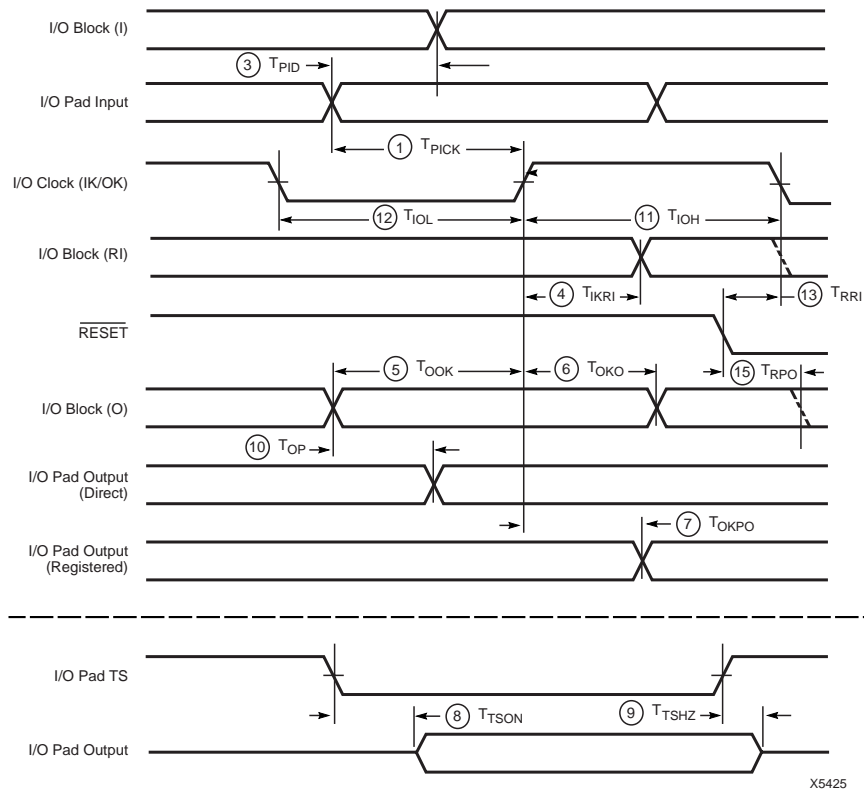 I/O Block (I)
3 TPID
I/O Pad Input
1 TPICK
I/O Clock (IK/OK)
12 TIOL
11 TIOH
I/O Block (RI)
4 TIKRI
13 TRRI
RESET
5 TOOK
6 TOKO
15 TRPO
I/O Block (O)
10 TOP
I/O Pad Output
(Direct)
7 TOKPO
I/O Pad Output
(Registered)
I/O Pad TS
8 TTSON
9 TTSHZ
I/O Pad Output
X5425